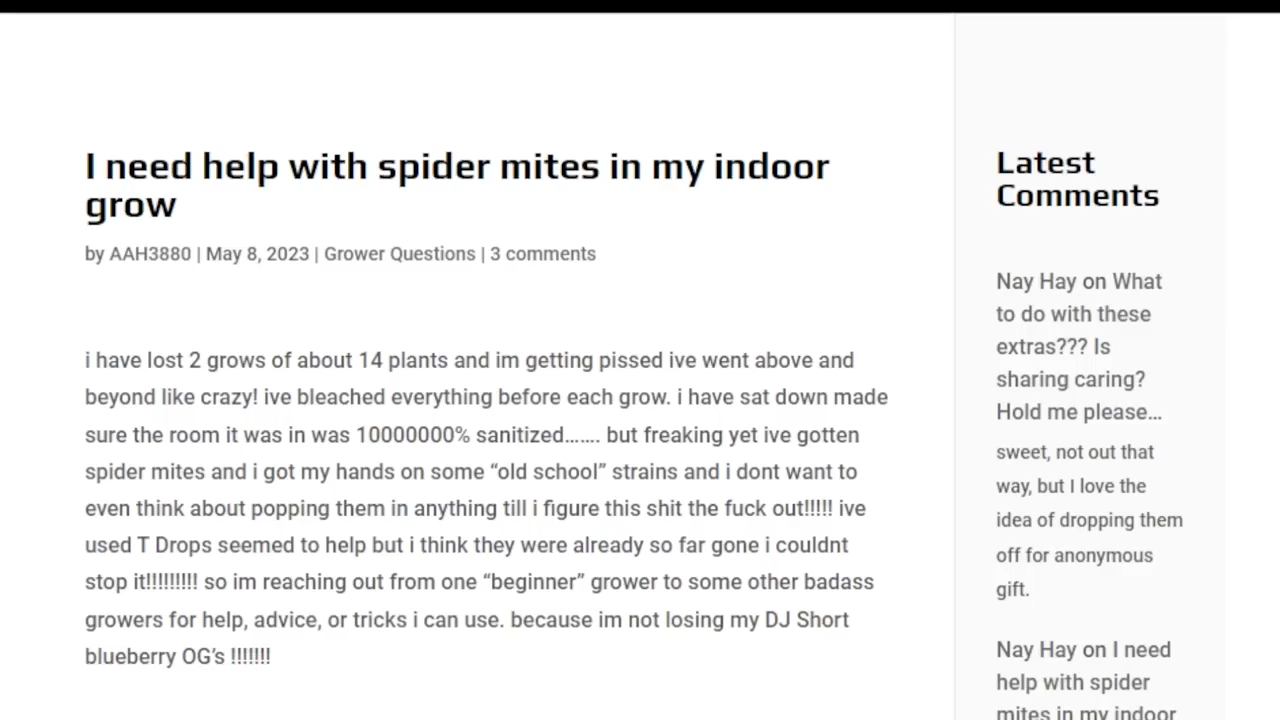 I need help with spider mites in my indoor
grow
by AAH3880 | May 8, 2023 | Grower Questions | 3 comments
i have lost 2 grows of about 14 plants and im getting pissed ive went above and
beyond like crazy! ive bleached everything before each grow. i have sat down made
sure the room it was in was 10000000% sanitized……. but freaking yet ive gotten
spider mites and i got my hands on some “old school” strains and i dont want to
even think about popping them in anything till i figure this shit the fuck out!!!!! ive
used T Drops seemed to help but i think they were already so far gone i couldnt
stop it!!!!!!!!! so im reaching out from one “beginner” grower to some other badass
growers for help, advice, or tricks i can use. because im not losing my DJ Short
blueberry OG’s !!!!!!!
Latest
Comments
Nay Hay on What
to do with these
extras??? Is
sharing caring?
Hold me please…
sweet, not out that
way, but I love the
idea of dropping them
off for anonymous
gift.
Nay Hay on I need
help with spider
mites in my indoor